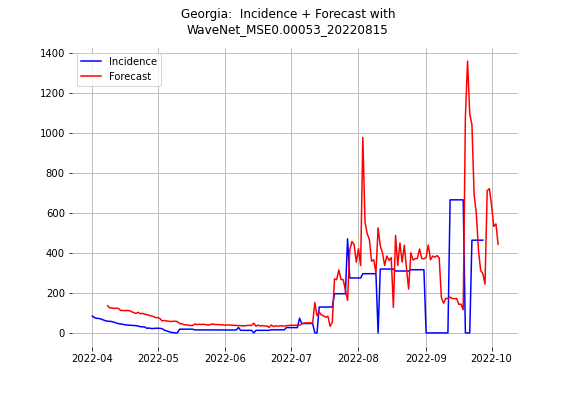 Georgia:  Incidence + Forecast with
WaveNet_MSE0.00053_20220815
Incidence
Forecast
1400
1200
1000
800
600
400
200
0
2022-04 2022-05 2022-06 2022-07 2022-08 2022-09 2022-10